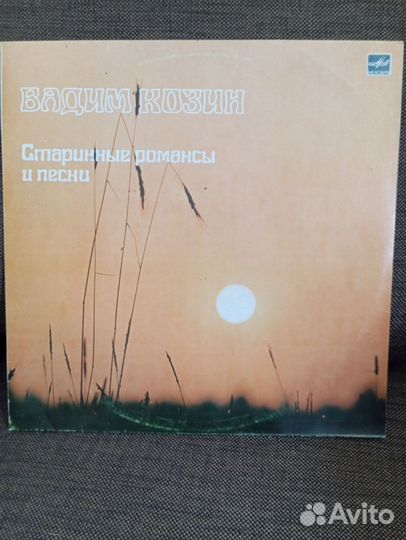 ВАДИМ КОЗИН
Старинные романсы
и песни
Avito